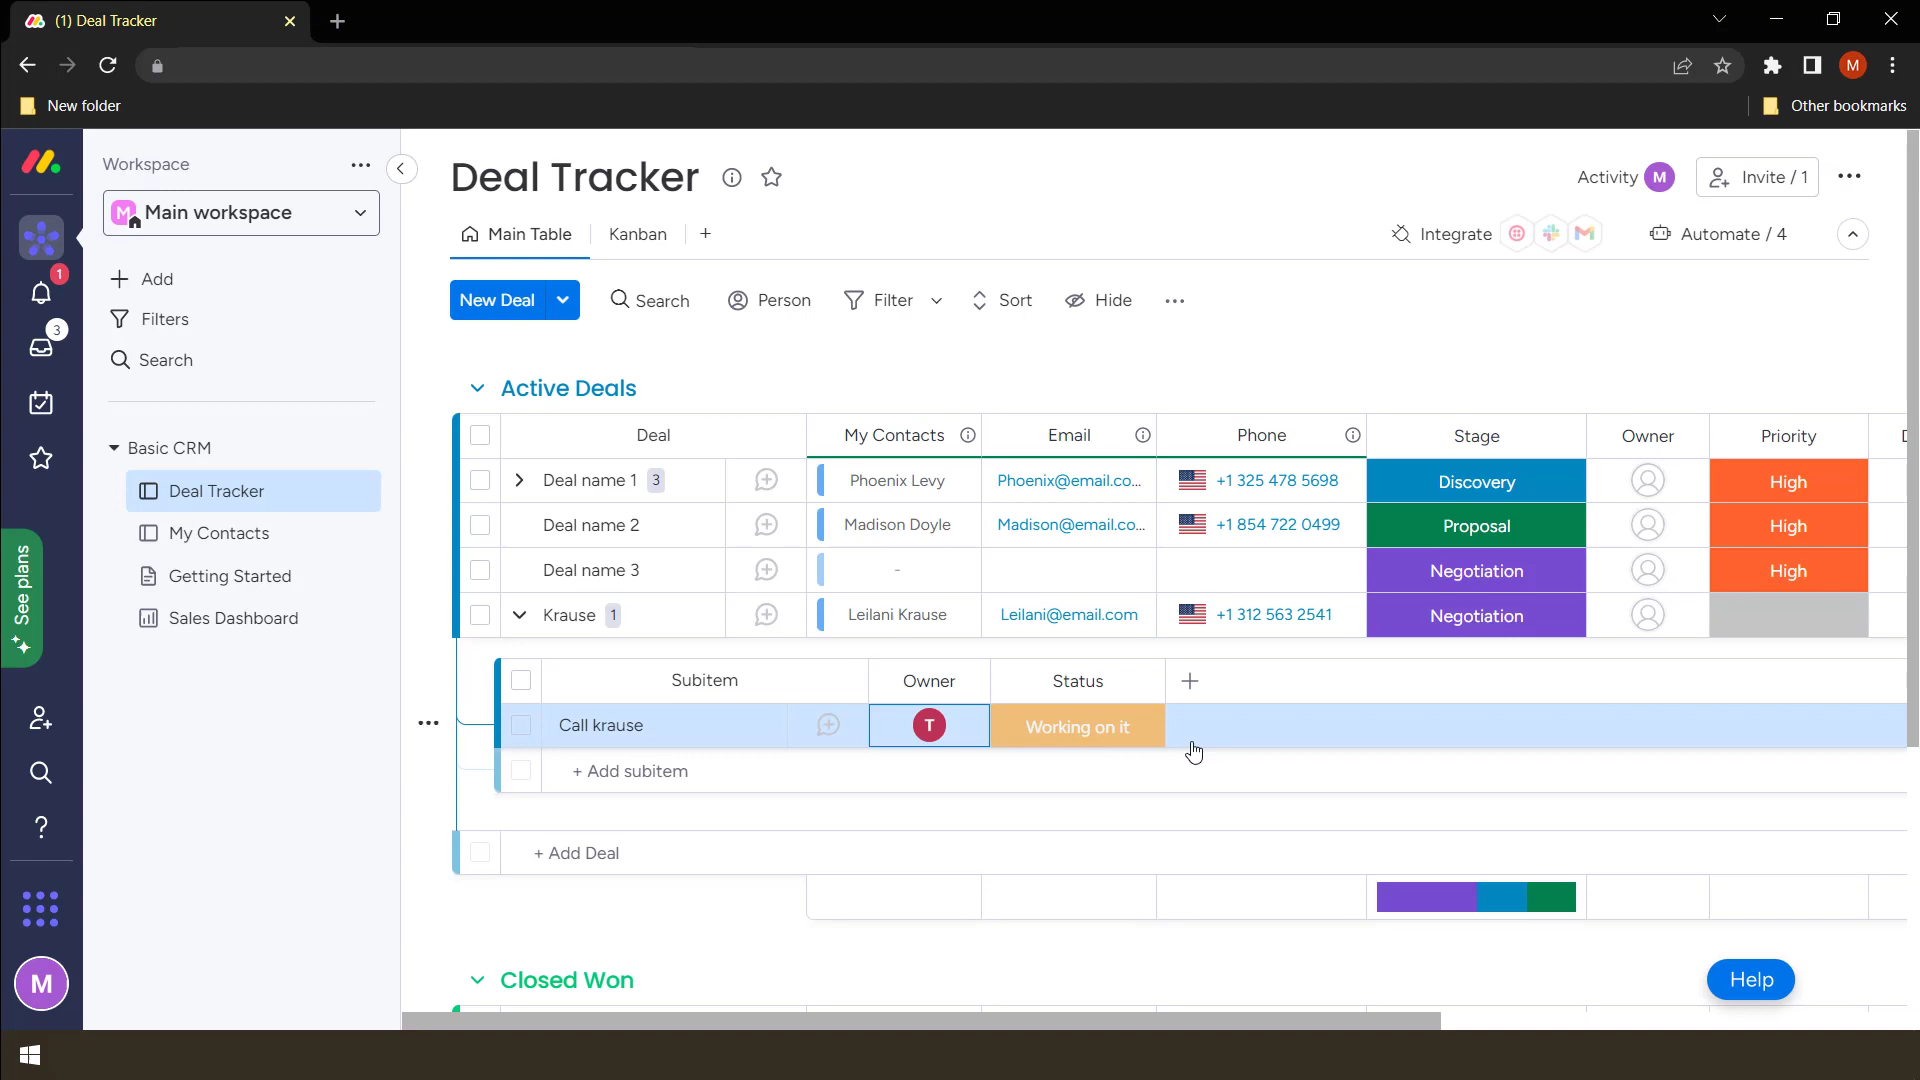 (1) Deal Tracker
M
New folder
Other bookmarks
Workspace
M Main workspace
Add
Filters
Search
Basic CRM
Deal Tracker
My Contacts
Getting Started
Sales Dashboard
1
3
See plans
?
M
Deal Tracker
Activity M
Invite / 1
Main Table
Kanban
+
Integrate
Automate / 4
New Deal
Search
Person
Filter
Sort
Hide
Active Deals
Deal My Contacts Email Phone Stage Owner Priority
Deal name 1 3 Phoenix Levy Phoenix@email.co... +1 325 478 5698 Discovery High
Deal name 2 Madison Doyle Madison@email.co... +1 854 722 0499 Proposal High
Deal name 3 - Negotiation High
Krause 1 Leilani Krause Leilani@email.com +1 312 563 2541 Negotiation
Subitem Owner Status +
Call krause T Working on it
+ Add subitem
+ Add Deal
Closed Won
Help